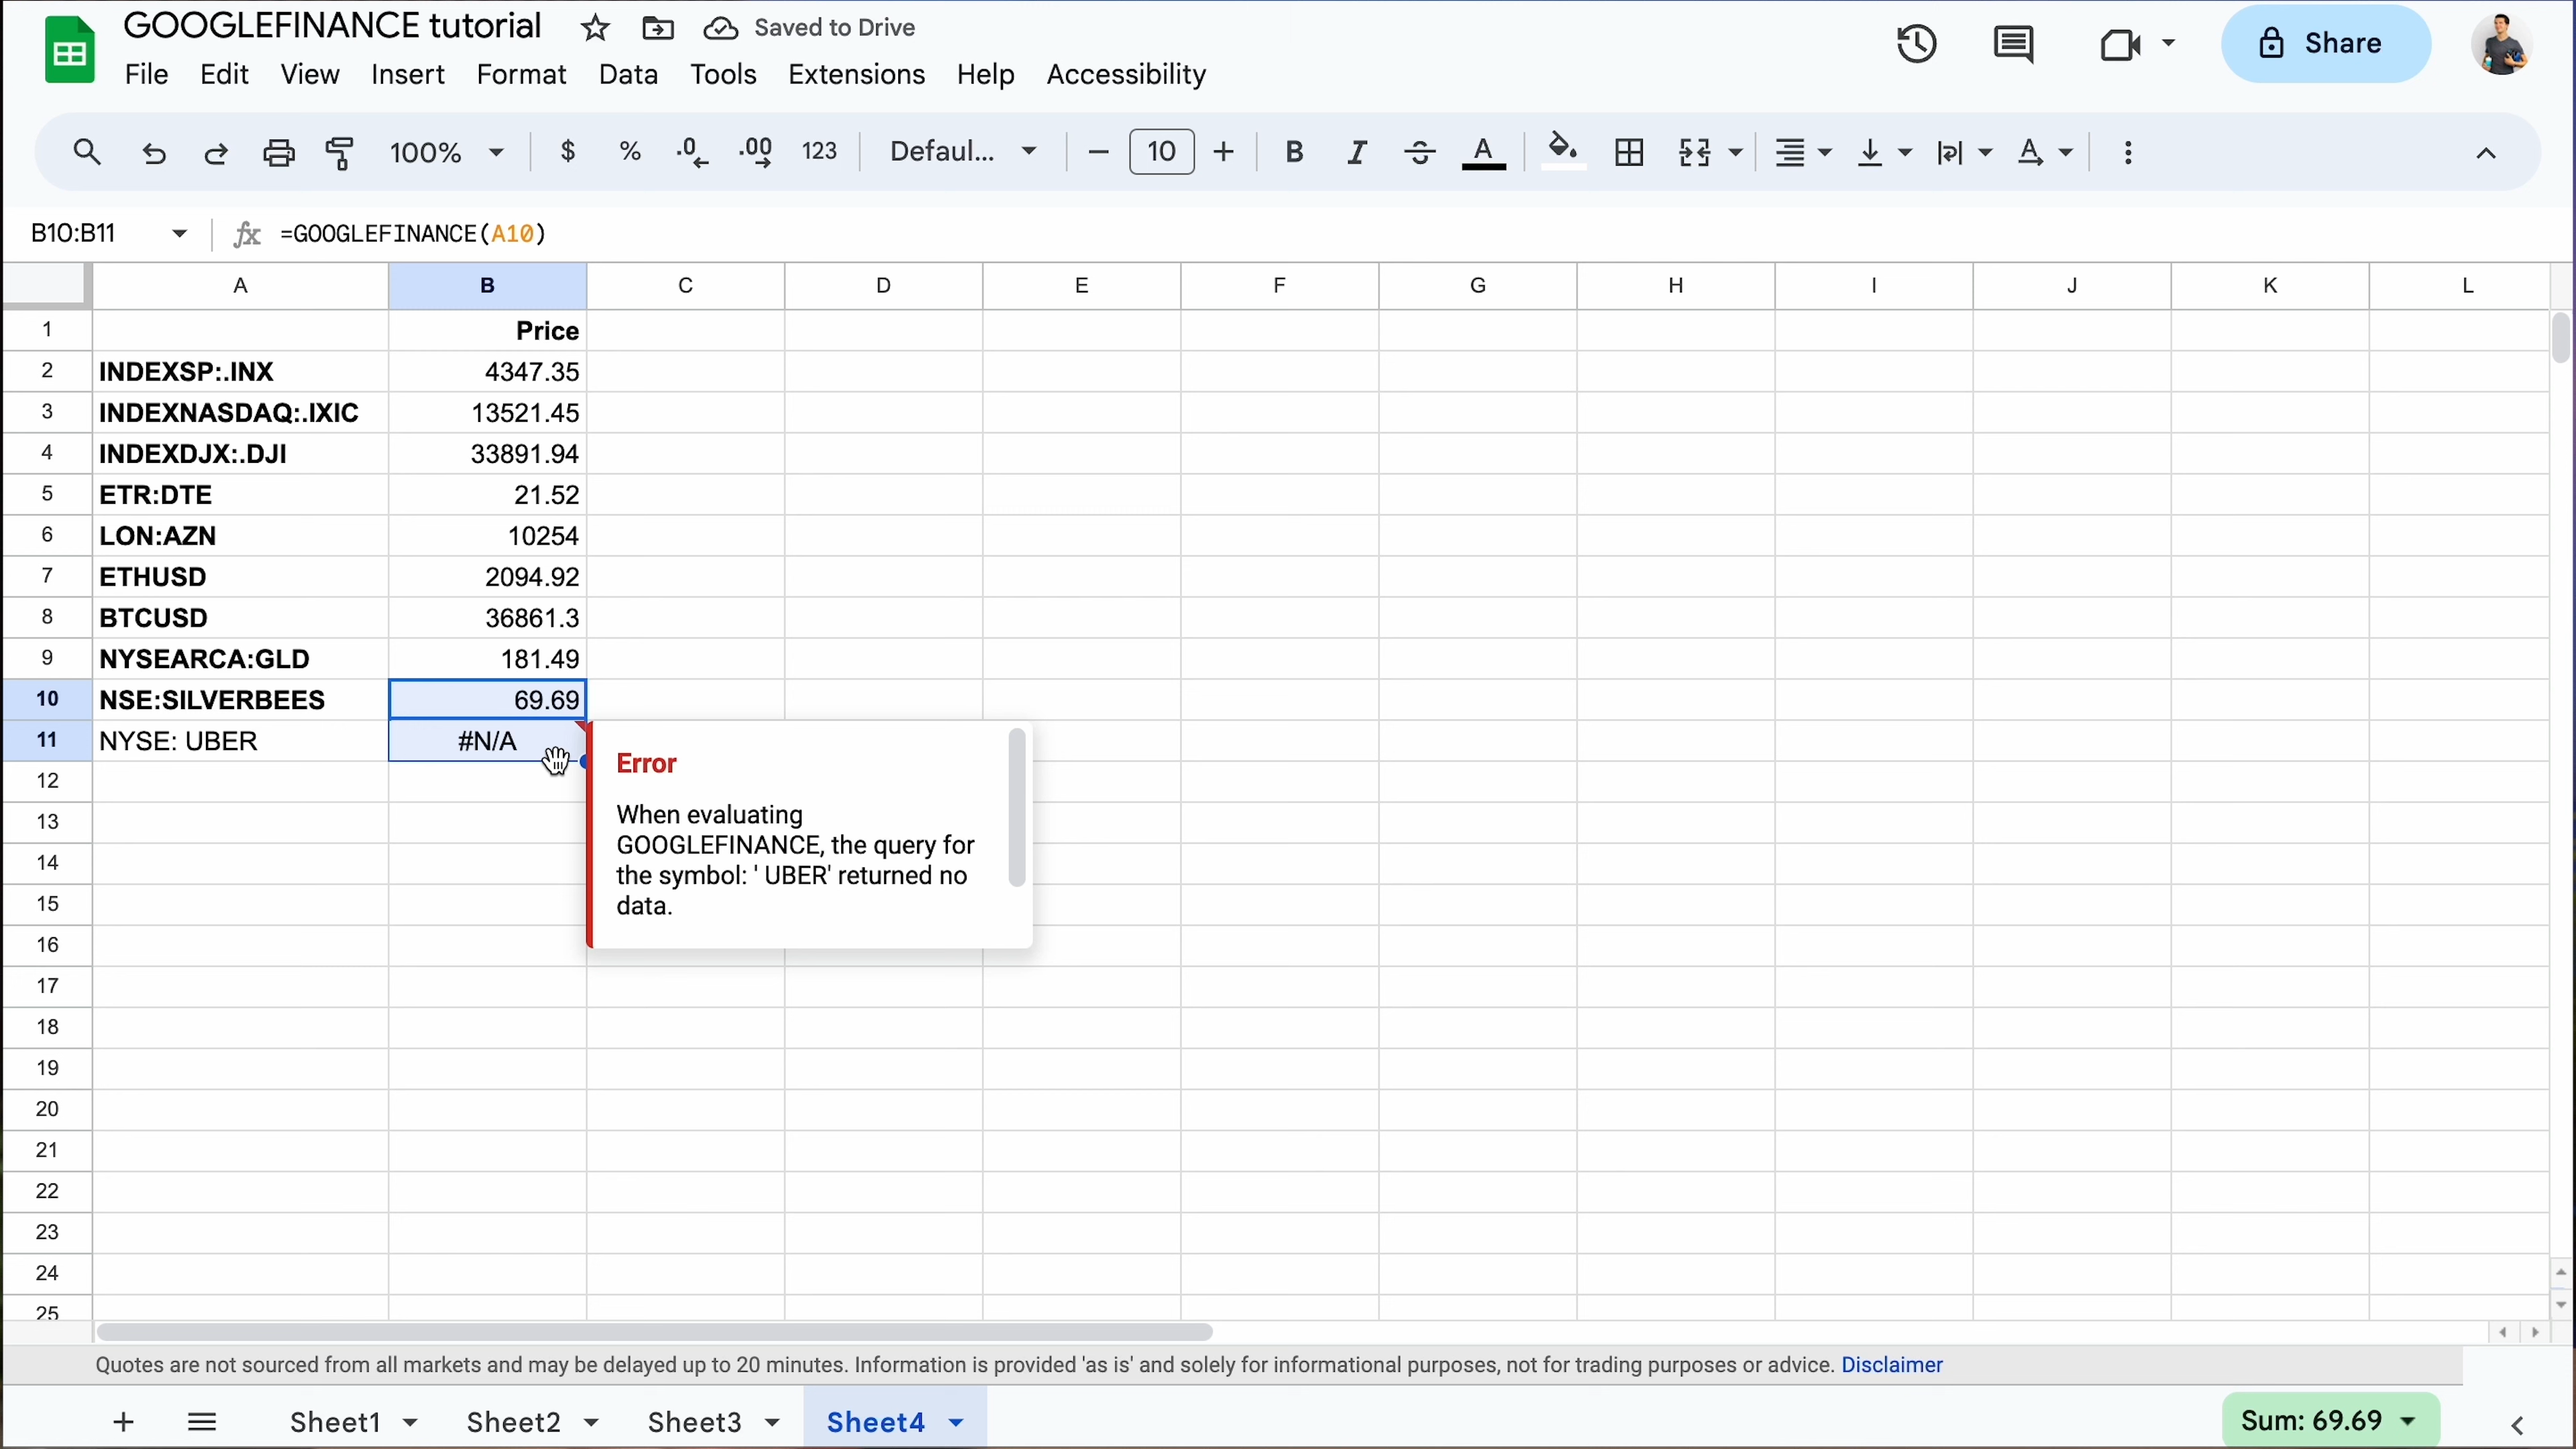 GOOGLEFINANCE tutorial Saved to Drive
File Edit View Insert Format Data Tools Extensions Help Accessibility
Share
100% $ % .0 .00 123 Defaul... 10 B I A A
B10:B11 fx =GOOGLEFINANCE(A10)
A B C D E F G H I J K L
1 Price
2 INDEXSP:.INX 4347.35
3 INDEXNASDAQ:.IXIC 13521.45
4 INDEXDJX:.DJI 33891.94
5 ETR:DTE 21.52
6 LON:AZN 10254
7 ETHUSD 2094.92
8 BTCUSD 36861.3
9 NYSEARCA:GLD 181.49
10 NSE:SILVERBEES 69.69
11 NYSE: UBER #N/A
Error
When evaluating
GOOGLEFINANCE, the query for
the symbol: ' UBER' returned no
data.
12
13
14
15
16
17
18
19
20
21
22
23
24
25
Quotes are not sourced from all markets and may be delayed up to 20 minutes. Information is provided 'as is' and solely for informational purposes, not for trading purposes or advice. Disclaimer
Sheet1 Sheet2 Sheet3 Sheet4 Sum: 69.69